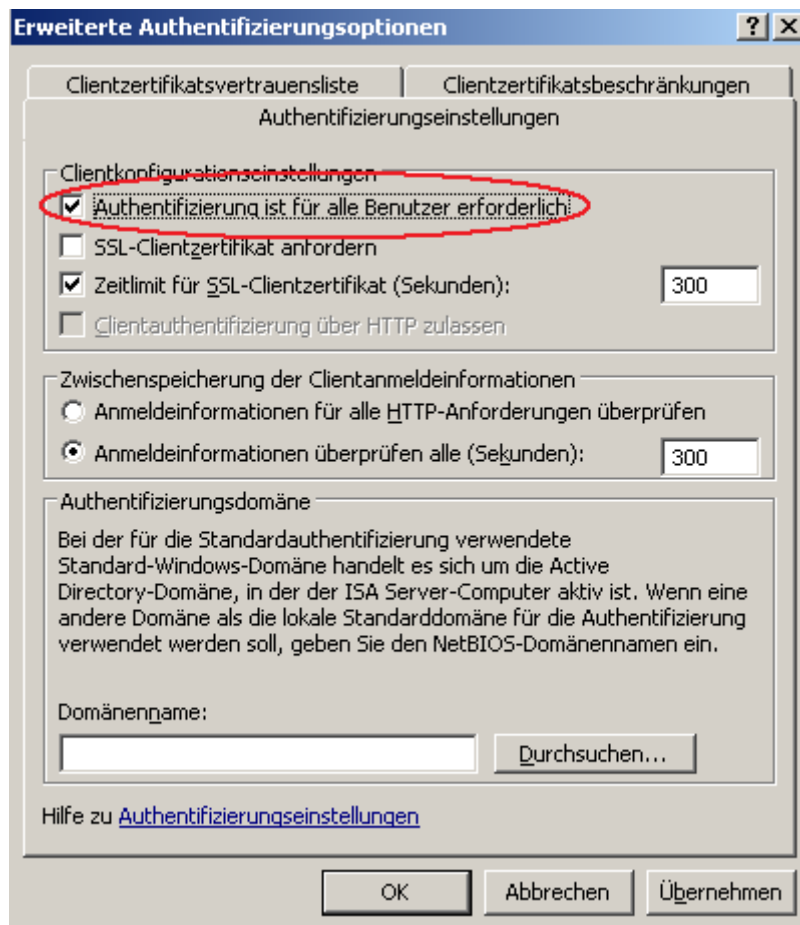 Erweiterte Authentifizierungsoptionen
Clientzertifikatsvertrauensliste
Clientzertifikatsbeschränkungen
Authentifizierungseinstellungen
Clientkonfigurationseinstellungen
Authentifizierung ist für alle Benutzer erforderlich
SSL-Clientzertifikat anfordern
Zeitlimit für SSL-Clientzertifikat (Sekunden): 300
Clientauthentifizierung über HTTP zulassen
Zwischenspeicherung der Clientanmeldeinformationen
Anmeldeinformationen für alle HTTP-Anforderungen überprüfen
Anmeldeinformationen überprüfen alle (Sekunden): 300
Authentifizierungsdomäne
Bei der für die Standardauthentifizierung verwendete
Standard-Windows-Domäne handelt es sich um die Active
Directory-Domäne, in der der ISA Server-Computer aktiv ist. Wenn eine
andere Domäne als die lokale Standarddomäne für die Authentifizierung
verwendet werden soll, geben Sie den NetBIOS-Domänennamen ein.
Domänenname:
Durchsuchen...
Hilfe zu Authentifizierungseinstellungen
OK Abbrechen Übernehmen